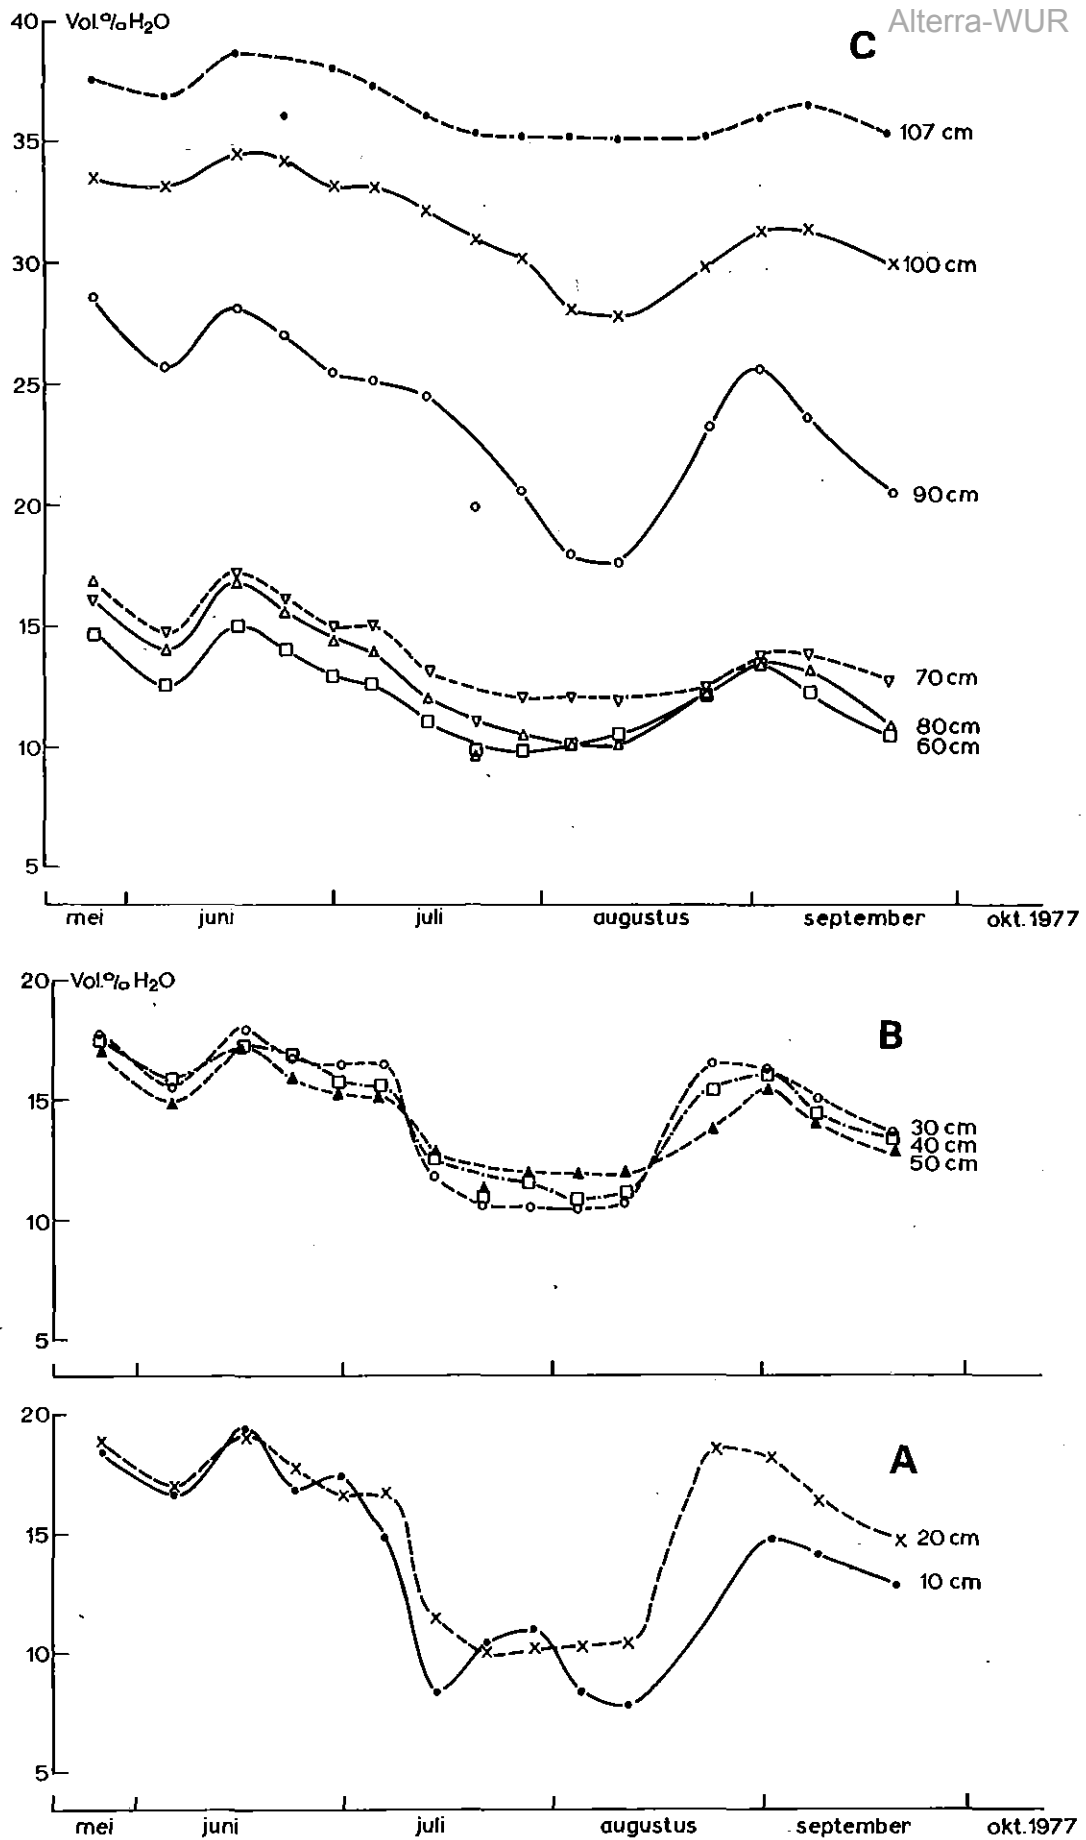 Alterra-WUR
40 Vol.% H₂O
C
107 cm
35
100 cm
30
25
90 cm
20
15
70 cm
80 cm
60 cm
10
5
mei juni juli augustus september okt. 1977
20 Vol.% H₂O
B
15
30 cm
40 cm
50 cm
10
5
20
A
15
20 cm
10 cm
10
5
mei juni juli augustus september okt. 1977